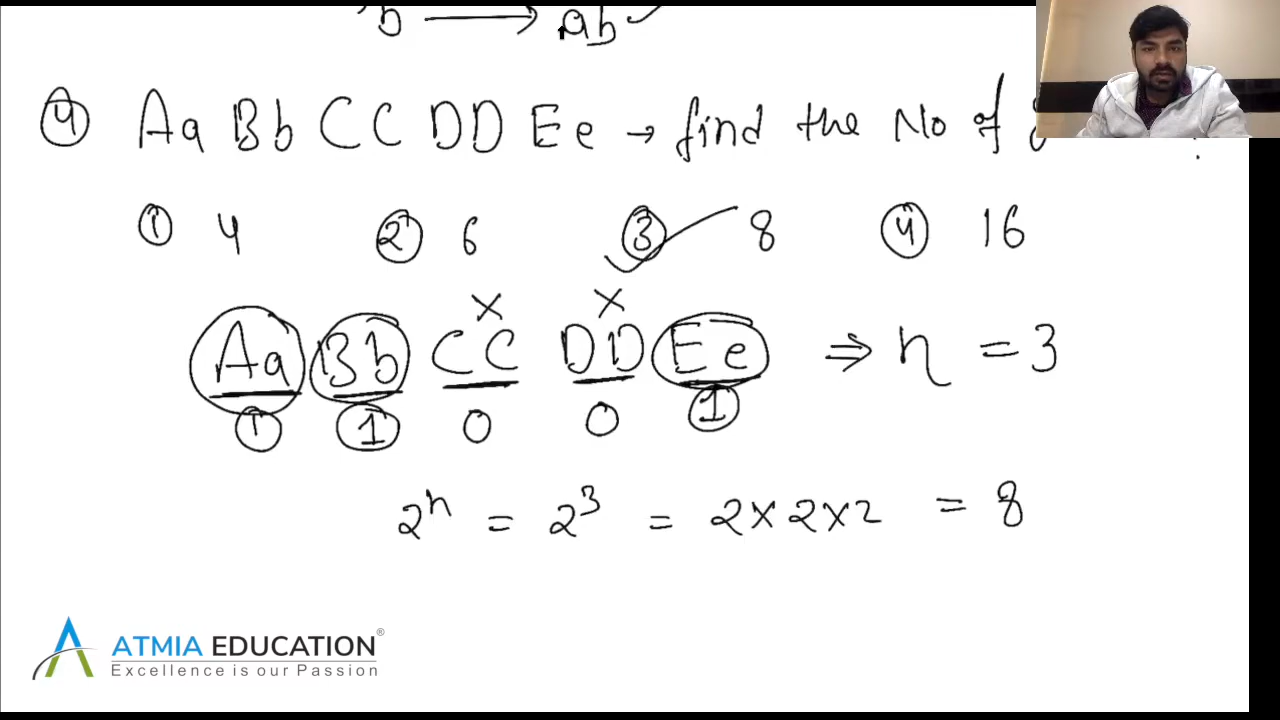 b → ab ✓
④ Aa Bb CC DD Ee → find the No of
① 4 ② 6 ③ ✓ 8 ④ 16
× ×
Aa Bb CC DD Ee ⇒ n = 3
1 1 0 0 1
2ⁿ = 2³ = 2×2×2 = 8
ATMIA EDUCATION®
Excellence is our Passion